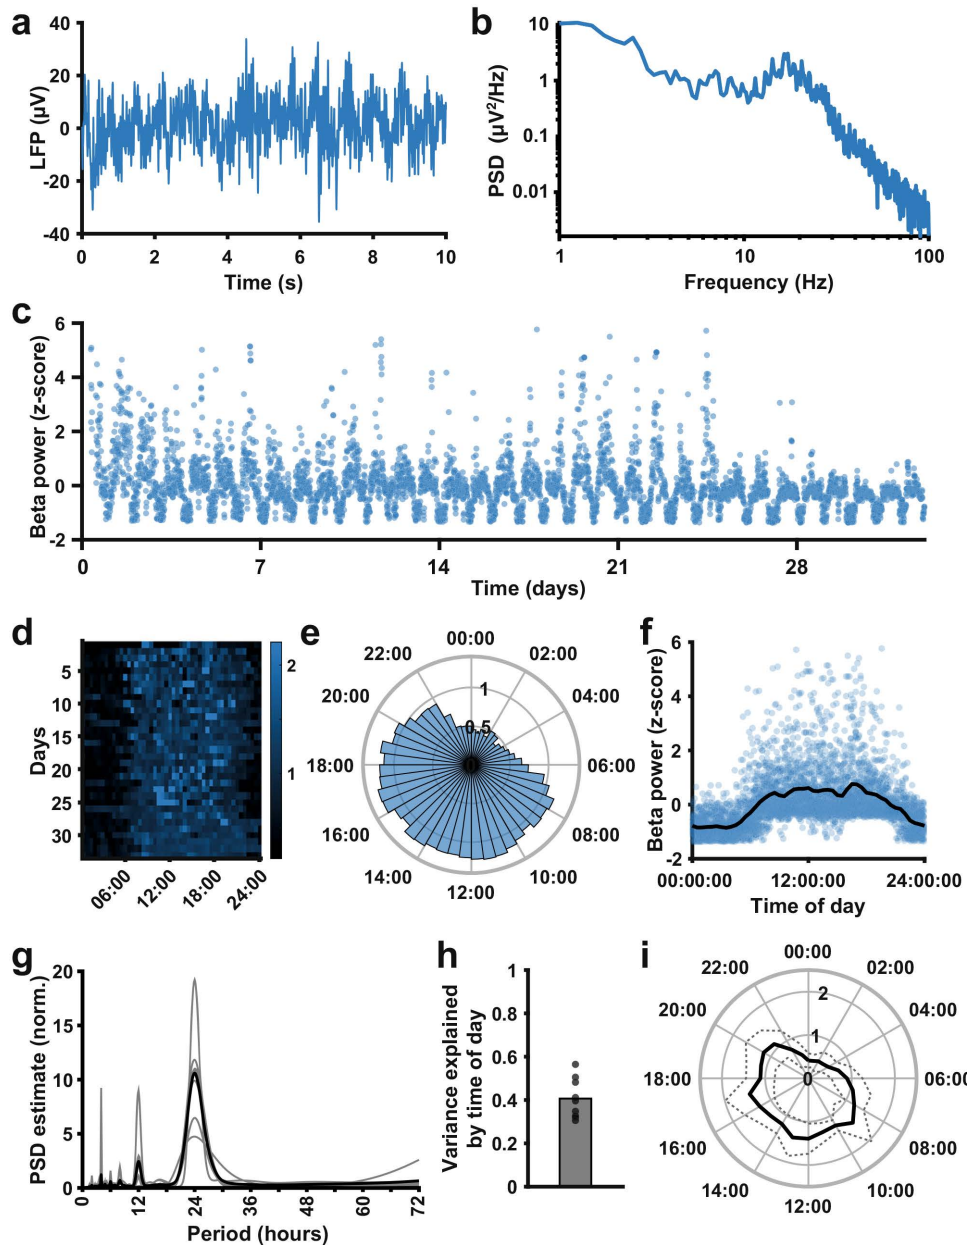 a
40
20
0
-20
-40
LFP (µV)
0 2 4 6 8 10
Time (s)
b
10
1
0.1
0.01
PSD (µV²/Hz)
1 10 100
Frequency (Hz)
c
6
4
2
0
-2
Beta power (z-score)
0 7 14 21 28
Time (days)
d
5
10
15
20
25
30
Days
06:00 12:00 18:00 24:00
2
1
e
00:00
02:00
04:00
06:00
08:00
10:00
12:00
14:00
16:00
18:00
20:00
22:00
1
0.5
0
f
6
4
2
0
-2
Beta power (z-score)
00:00:00 12:00:00 24:00:00
Time of day
g
20
15
10
5
0
PSD estimate (norm.)
0 12 24 36 48 60 72
Period (hours)
h
1
0.8
0.6
0.4
0.2
0
Variance explained
by time of day
i
00:00
02:00
04:00
06:00
08:00
10:00
12:00
14:00
16:00
18:00
20:00
22:00
2
1
0